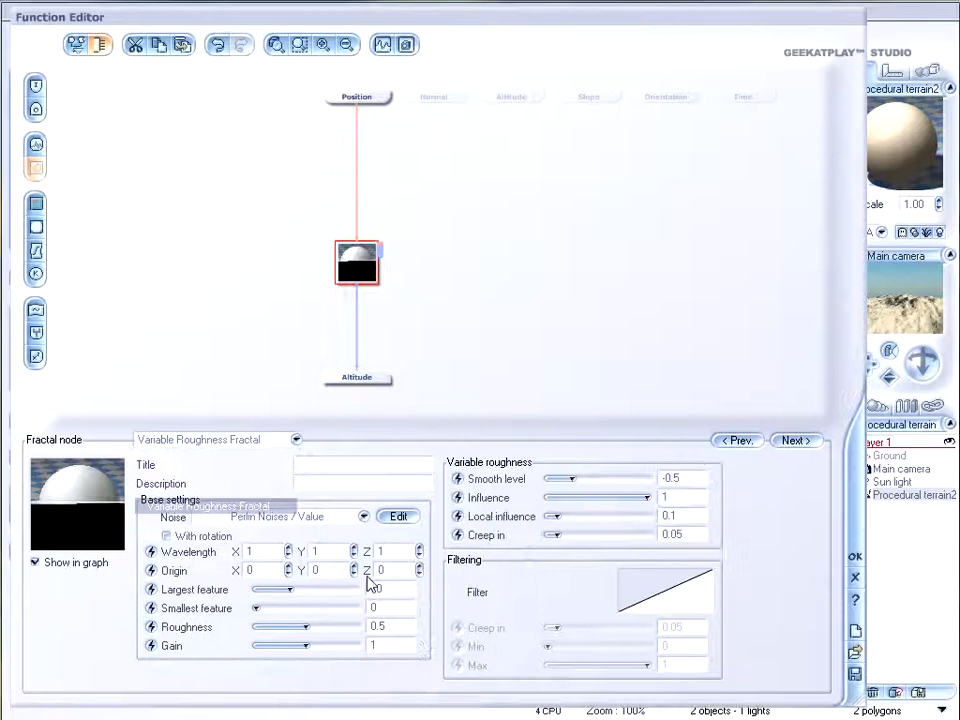 Function Editor
GEEKATPLAY™ STUDIO
Position Normal Altitude Slope Orientation Time
ocedural terrain2
cale 1.00
Main camera
Altitude
ocedural terrain
ayer 1
Ground
Main camera
Sun light
Procedural terrain2
Fractal node Variable Roughness Fractal < Prev. Next >
Title
Description
Base settings
Variable Roughness Fractal
Noise Perlin Noises / Value Edit
With rotation
Wavelength X 1 Y 1 Z 1
Origin X 0 Y 0 Z 0
Largest feature
Smallest feature 0
Roughness 0.5
Gain 1
Show in graph
Variable roughness
Smooth level -0.5
Influence 1
Local influence 0.1
Creep in 0.05
Filtering
Filter
Creep in 0.05
Min 0
Max 1
OK
4 CPU Zoom : 100% 2 objects - 1 lights 2 polygons